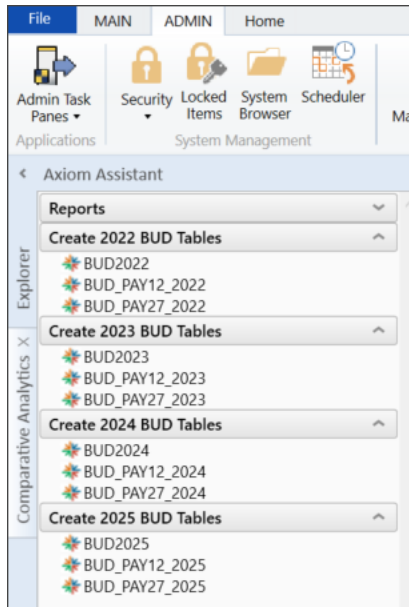 File MAIN ADMIN Home
Admin Task Panes
Security
Locked Items
System Browser
Scheduler
Ma
Applications
System Management
Axiom Assistant
Explorer
Comparative Analytics
Reports
Create 2022 BUD Tables
BUD2022
BUD_PAY12_2022
BUD_PAY27_2022
Create 2023 BUD Tables
BUD2023
BUD_PAY12_2023
BUD_PAY27_2023
Create 2024 BUD Tables
BUD2024
BUD_PAY12_2024
BUD_PAY27_2024
Create 2025 BUD Tables
BUD2025
BUD_PAY12_2025
BUD_PAY27_2025